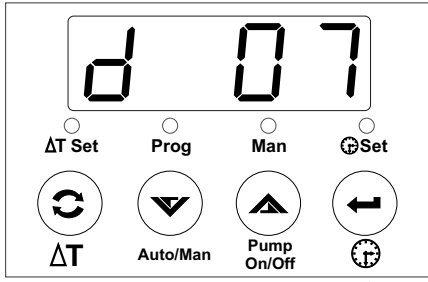 d 07
ΔT Set Prog Man Set
ΔT Auto/Man Pump On/Off